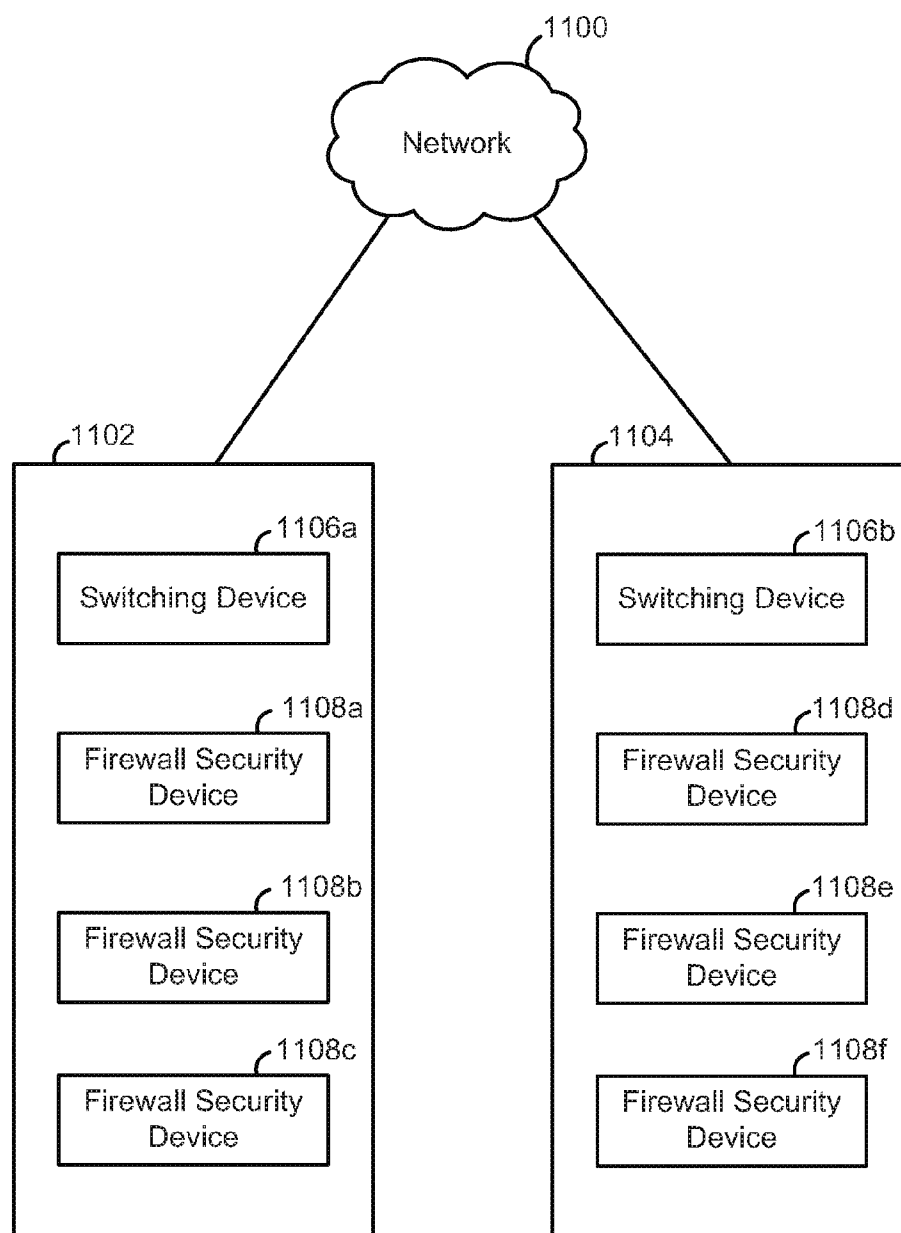 1100
Network
1102
1104
1106a
Switching Device
1106b
Switching Device
1108a
Firewall Security
Device
1108d
Firewall Security
Device
1108b
Firewall Security
Device
1108e
Firewall Security
Device
1108c
Firewall Security
Device
1108f
Firewall Security
Device